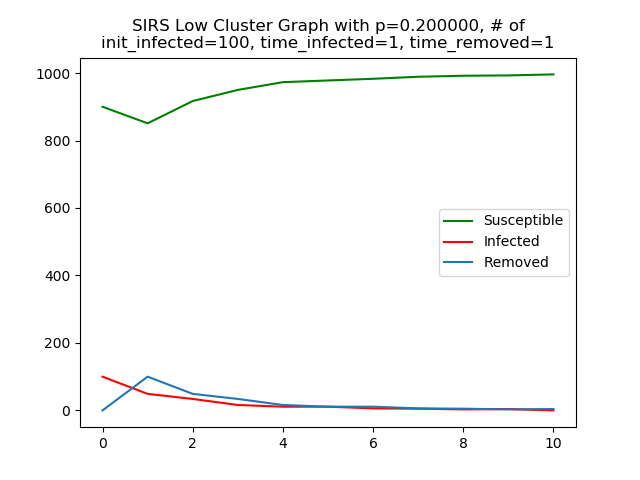 SIRS Low Cluster Graph with p=0.200000, # of
init_infected=100, time_infected=1, time_removed=1
1000
800
600
400
200
0
Susceptible
Infected
Removed
0 2 4 6 8 10